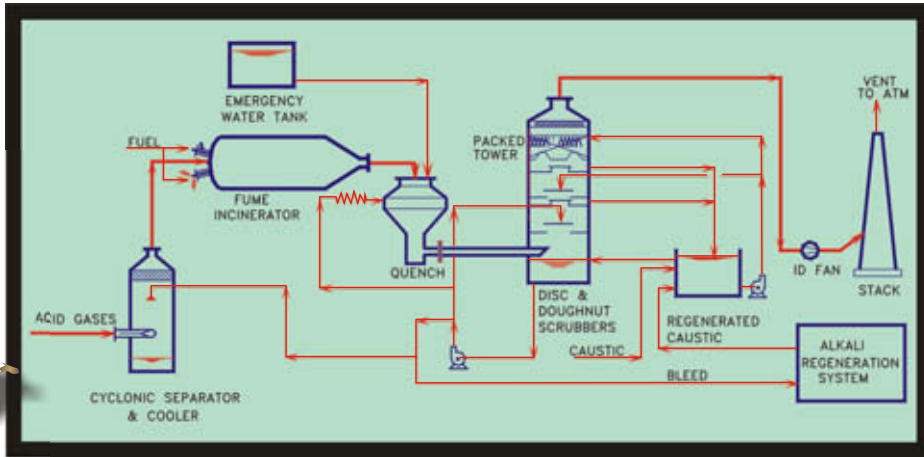 EMERGENCY
WATER TANK
FUEL
FUME
INCINERATOR
PACKED
TOWER
VENT
TO ATM
QUENCH
ID FAN
STACK
DISC &
DOUGHNUT
SCRUBBERS
REGENERATED
CAUSTIC
ACID GASES
CAUSTIC
BLEED
ALKALI
REGENERATION
SYSTEM
CYCLONIC SEPARATOR
& COOLER